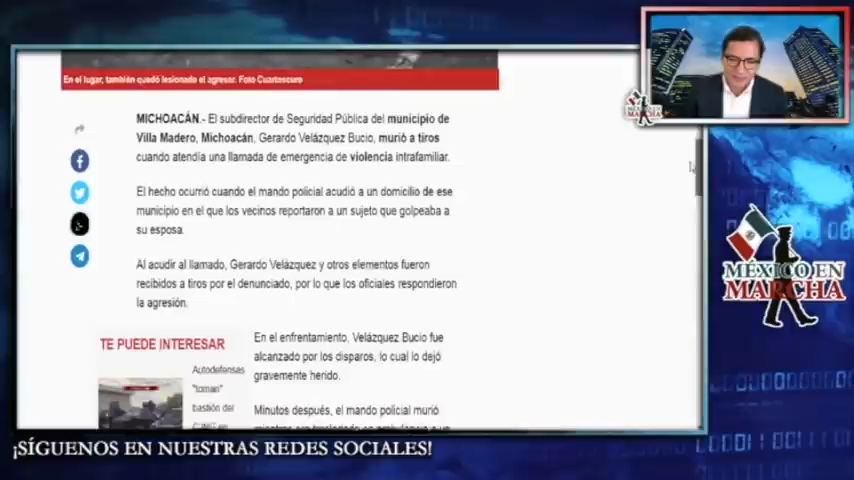 En el lugar, también quedó lesionada el agresor. Foto Cuartoscuro
MICHOACÁN.- El subdirector de Seguridad Pública del municipio de
Villa Madero, Michoacán, Gerardo Velázquez Bucio, murió a tiros
cuando atendía una llamada de emergencia de violencia intrafamiliar.
El hecho ocurrió cuando el mando policial acudió a un domicilio de ese
municipio en el que los vecinos reportaron a un sujeto que golpeaba a
su esposa.
Al acudir al llamado, Gerardo Velázquez y otros elementos fueron
recibidos a tiros por el denunciado, por lo que los oficiales respondieron
la agresión.
TE PUEDE INTERESAR
Autodefensas
"toman"
bastión del
En el enfrentamiento, Velázquez Bucio fue
alcanzado por los disparos, lo cual lo dejó
gravemente herido.
Minutos después, el mando policial murió
MÉXICO EN
MARCHA
MÉXICO EN
MARCHA
¡SÍGUENOS EN NUESTRAS REDES SOCIALES!